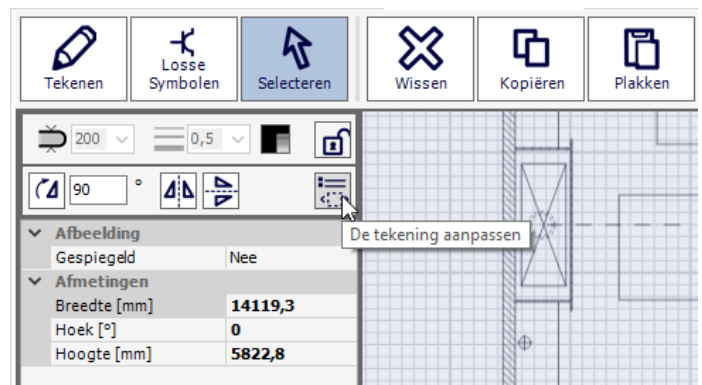 Tekenen
Losse
Symbolen
Selecteren
Wissen
Kopiëren
Plakken
200
0,5
90 °
De tekening aanpassen
Afbeelding
Gespiegeld Nee
Afmetingen
Breedte [mm] 14119,3
Hoek [°] 0
Hoogte [mm] 5822,8